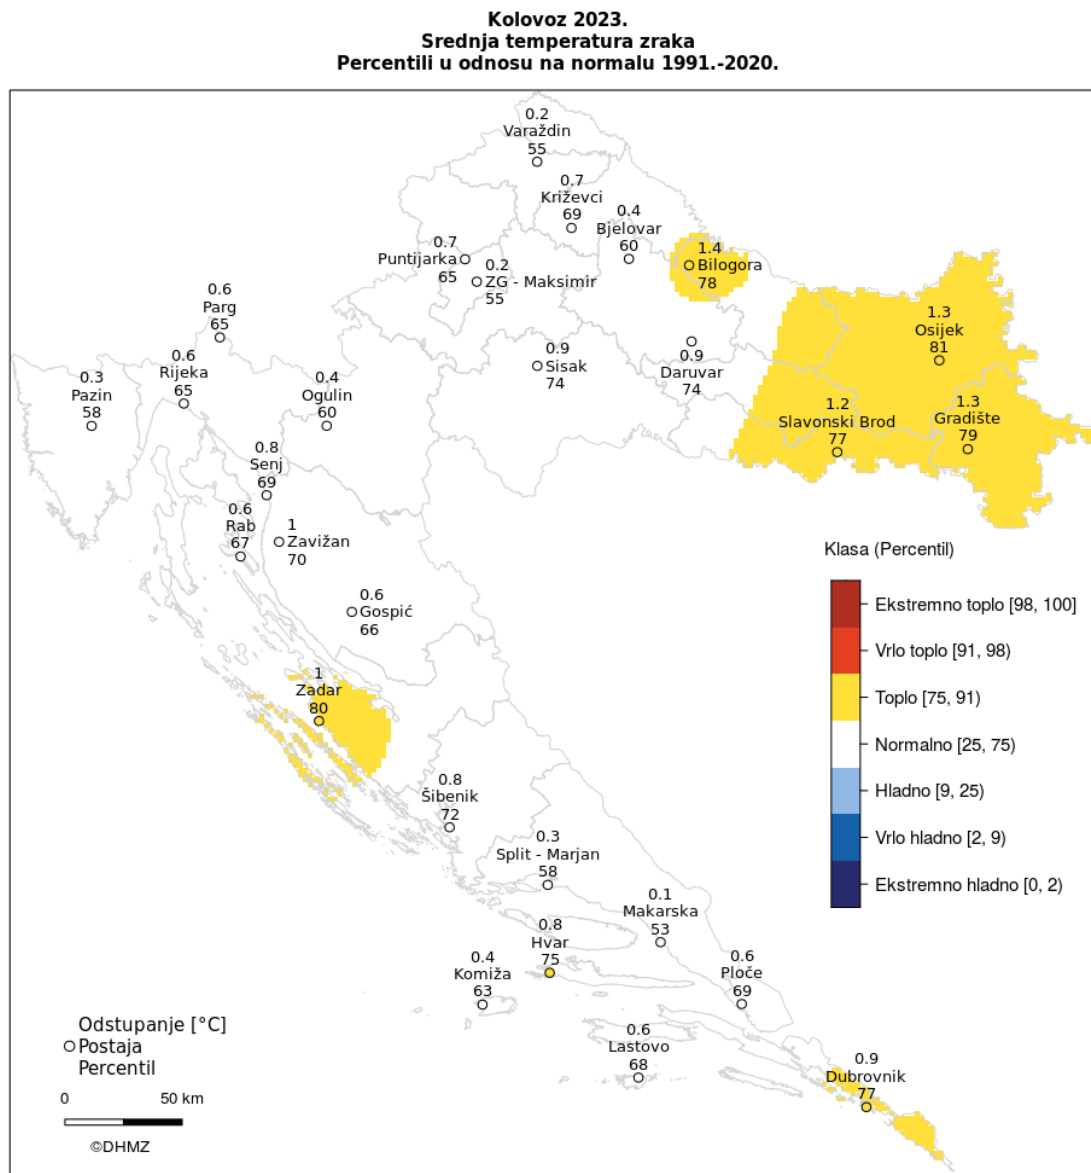 Kolovoz 2023.
Srednja temperatura zraka
Percentili u odnosu na normalu 1991.-2020.
0.2
Varaždin
55
0.7
Križevci
69
0.4
Bjelovar
60
1.4
Bilogora
78
0.7
Puntijarka
65
0.2
ZG - Maksimir
55
0.6
Parg
65
1.3
Osijek
81
0.6
Rijeka
65
0.9
Sisak
74
0.9
Daruvar
74
0.3
Pazin
58
0.4
Ogulin
60
1.2
Slavonski Brod
77
1.3
Gradište
79
0.8
Senj
69
0.6
Rab
67
1
Zavižan
70
0.6
Gospić
66
1
Zadar
80
0.8
Šibenik
72
0.3
Split - Marjan
58
0.1
Makarska
53
0.8
Hvar
75
0.4
Komiža
63
0.6
Ploče
69
0.6
Lastovo
68
0.9
Dubrovnik
77
Klasa (Percentil)
Ekstremno toplo [98, 100]
Vrlo toplo [91, 98)
Toplo [75, 91)
Normalno [25, 75)
Hladno [9, 25)
Vrlo hladno [2, 9)
Ekstremno hladno [0, 2)
Odstupanje [°C]
Postaja
Percentil
0 50 km
©DHMZ